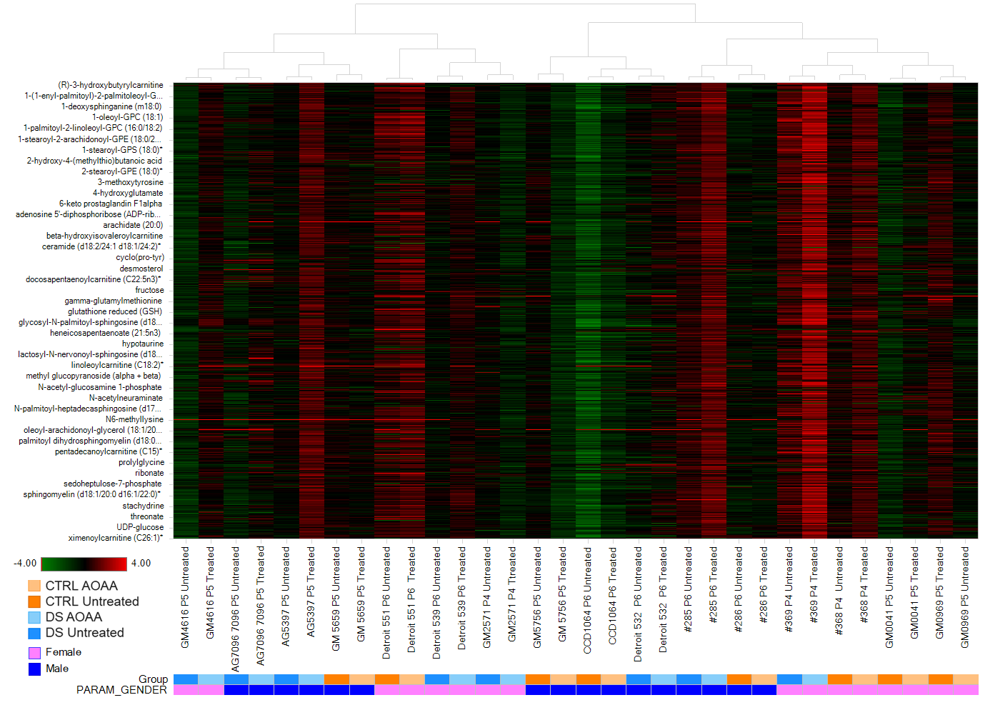 (R)-3-hydroxybutyrylcarnitine
1-(1-enyl-palmitoyl)-2-palmitoleoyl-G...
1-deoxysphinganine (m18:0)
1-oleoyl-GPC (18:1)
1-palmitoyl-2-linoleoyl-GPC (16:0/18:2)
1-stearoyl-2-arachidonoyl-GPE (18:0/2...
1-stearoyl-GPS (18:0)*
2-hydroxy-4-(methylthio)butanoic acid
2-stearoyl-GPE (18:0)*
3-methoxytyrosine
4-hydroxyglutamate
6-keto prostaglandin F1alpha
adenosine 5'-diphosphoribose (ADP-rib...
arachidate (20:0)
beta-hydroxyisovaleroylcarnitine
ceramide (d18:2/24:1 d18:1/24:2)*
cyclo(pro-tyr)
desmosterol
docosapentaenoylcarnitine (C22:5n3)*
fructose
gamma-glutamylmethionine
glutathione reduced (GSH)
glycosyl-N-palmitoyl-sphingosine (d18...
heneicosapentaenoate (21:5n3)
hypotaurine
lactosyl-N-nervonoyl-sphingosine (d18...
linoleoylcarnitine (C18:2)*
methyl glucopyranoside (alpha + beta)
N-acetyl-glucosamine 1-phosphate
N-acetylneuraminate
N-palmitoyl-heptadecasphingosine (d17...
N6-methyllysine
oleoyl-arachidonoyl-glycerol (18:1/20...
palmitoyl dihydrosphingomyelin (d18:0...
pentadecanoylcarnitine (C15)*
prolylglycine
ribonate
sedoheptulose-7-phosphate
sphingomyelin (d18:1/20:0 d16:1/22:0)*
stachydrine
threonate
UDP-glucose
ximenoylcarnitine (C26:1)*
-4.00 4.00
CTRL AOAA
CTRL Untreated
DS AOAA
DS Untreated
Female
Male
GM4616 P5 Untreated
GM4616 P5 Treated
AG7096 7096 P5 Untreated
AG7096 7096 P5 Treated
AG5397 P5 Untreated
AG5397 P5 Treated
GM 5659 P5 Untreated
GM 5659 P5 Treated
Detroit 551 P6 Untreated
Detroit 551 P6 Treated
Detroit 539 P6 Untreated
Detroit 539 P6 Treated
GM2571 P4 Untreated
GM2571 P4 Treated
GM5756 P5 Untreated
GM 5756 P5 Treated
CCD1064 P6 Untreated
CCD1064 P6 Treated
Detroit 532 P6 Untreated
Detroit 532 P6 Treated
#285 P6 Untreated
#285 P6 Treated
#286 P6 Untreated
#286 P6 Treated
#369 P4 Untreated
#369 P4 Treated
#368 P4 Untreated
#368 P4 Treated
GM0041 P5 Untreated
GM0041 P5 Treated
GM0969 P5 Treated
GM0969 P5 Untreated
Group
PARAM_GENDER